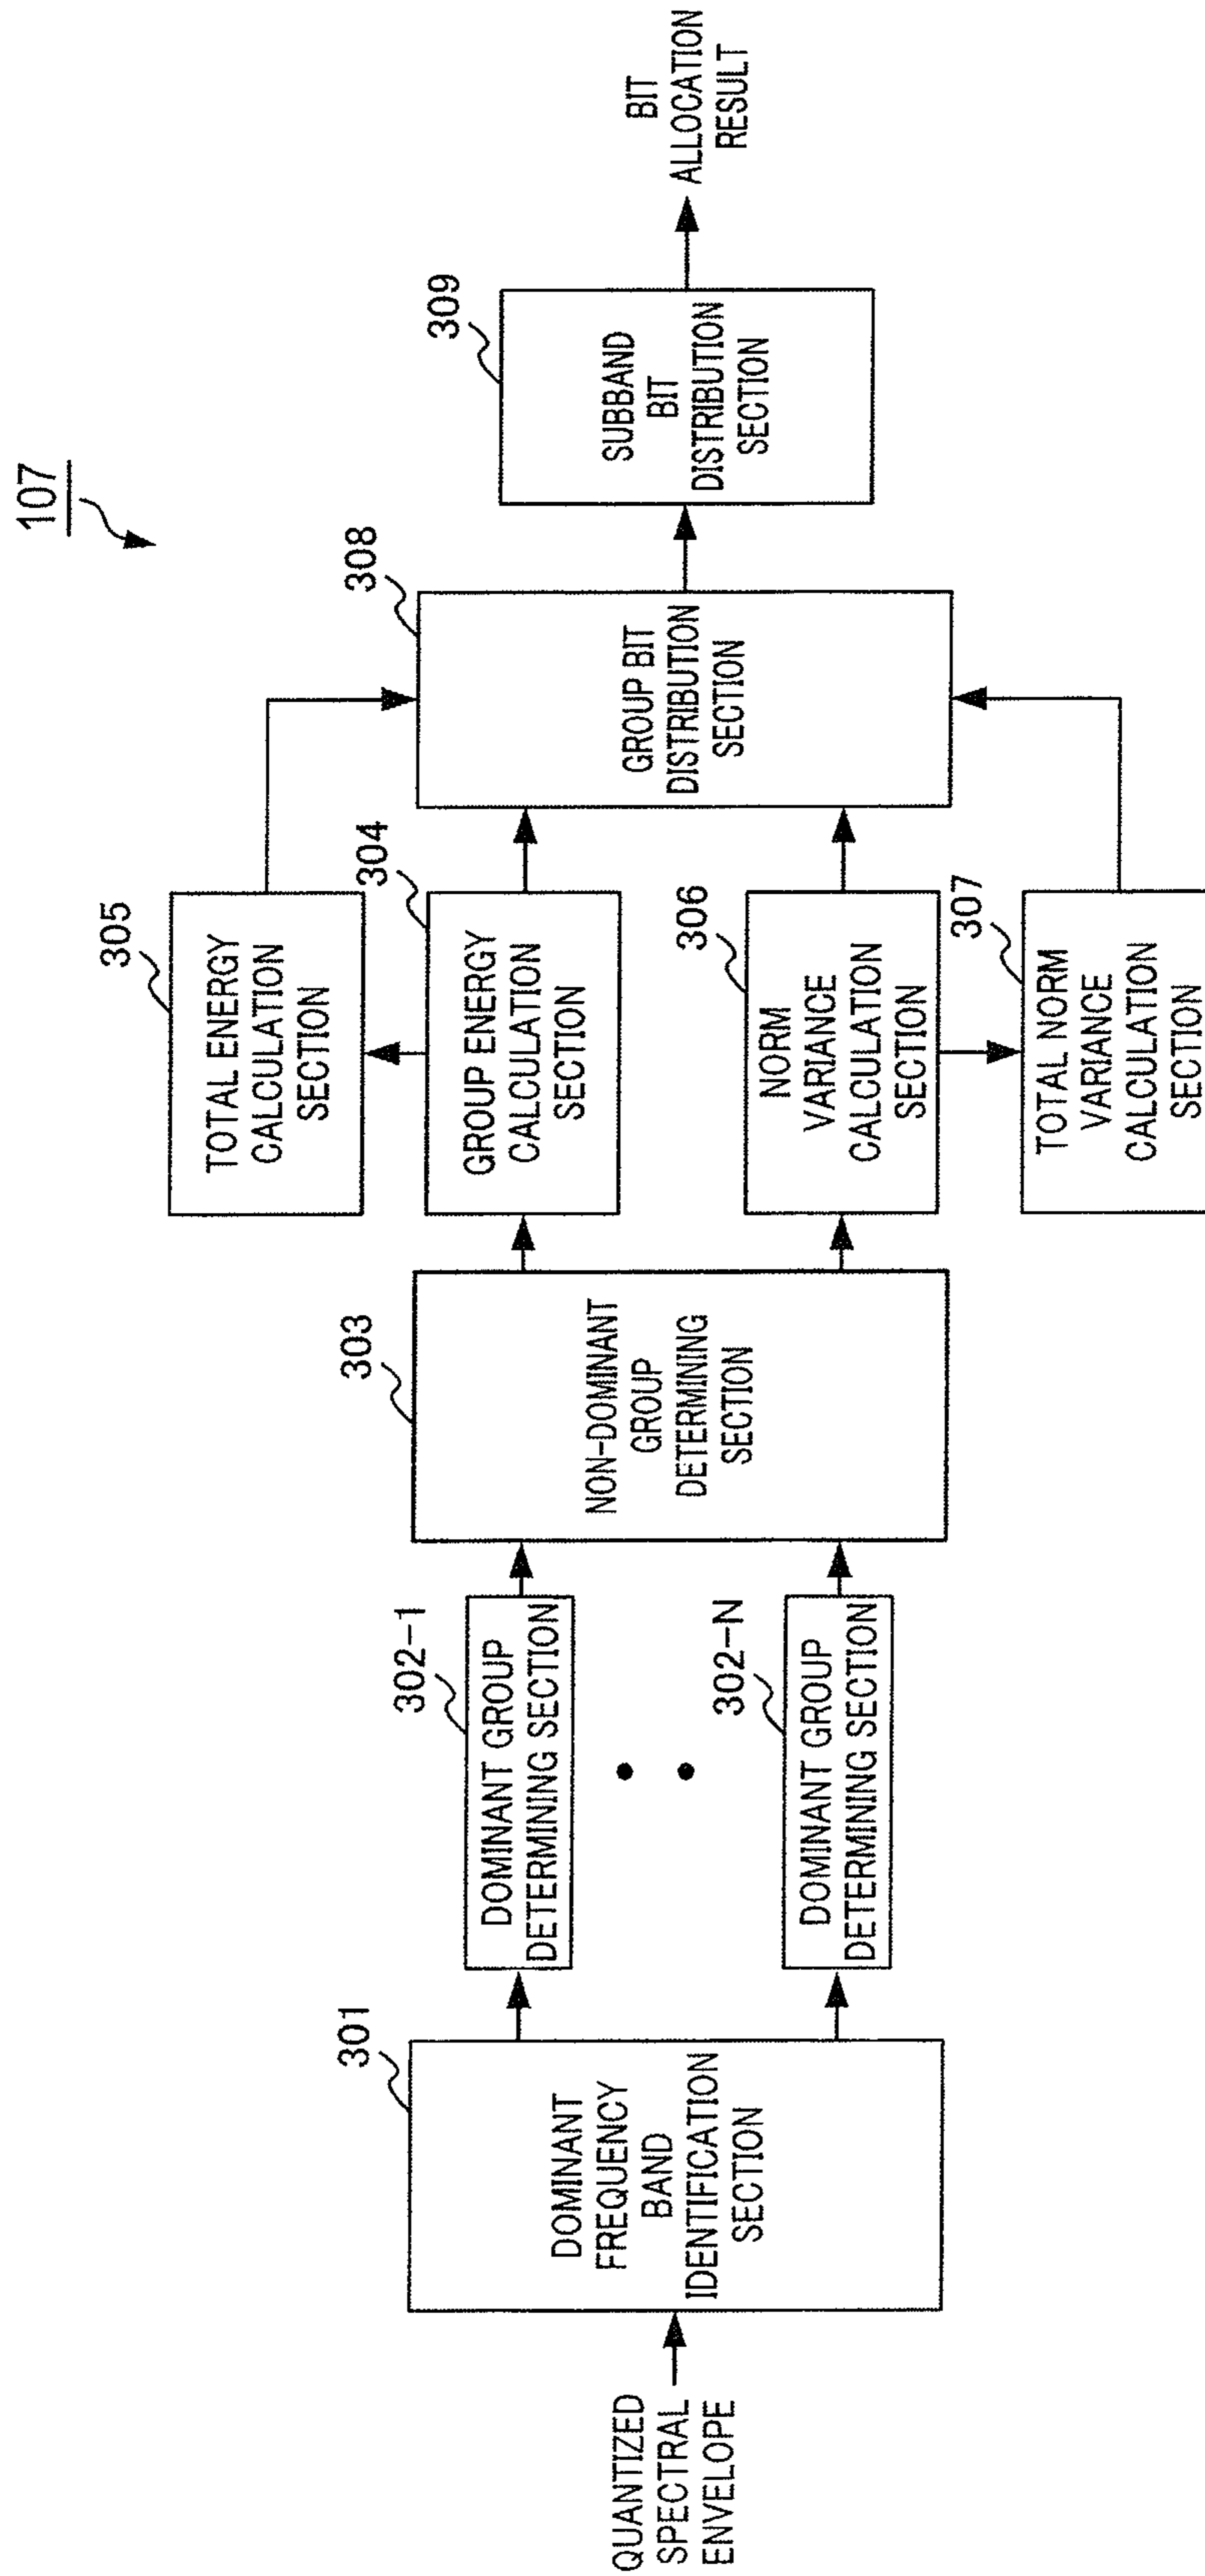 107
QUANTIZED
SPECTRAL
ENVELOPE
301
DOMINANT
FREQUENCY
BAND
IDENTIFICATION
SECTION
302-1
DOMINANT GROUP
DETERMINING SECTION
302-N
DOMINANT GROUP
DETERMINING SECTION
303
NON-DOMINANT
GROUP
DETERMINING
SECTION
305
TOTAL ENERGY
CALCULATION
SECTION
304
GROUP ENERGY
CALCULATION
SECTION
306
NORM
VARIANCE
CALCULATION
SECTION
307
TOTAL NORM
VARIANCE
CALCULATION
SECTION
308
GROUP BIT
DISTRIBUTION
SECTION
309
SUBBAND
BIT
DISTRIBUTION
SECTION
BIT
ALLOCATION
RESULT